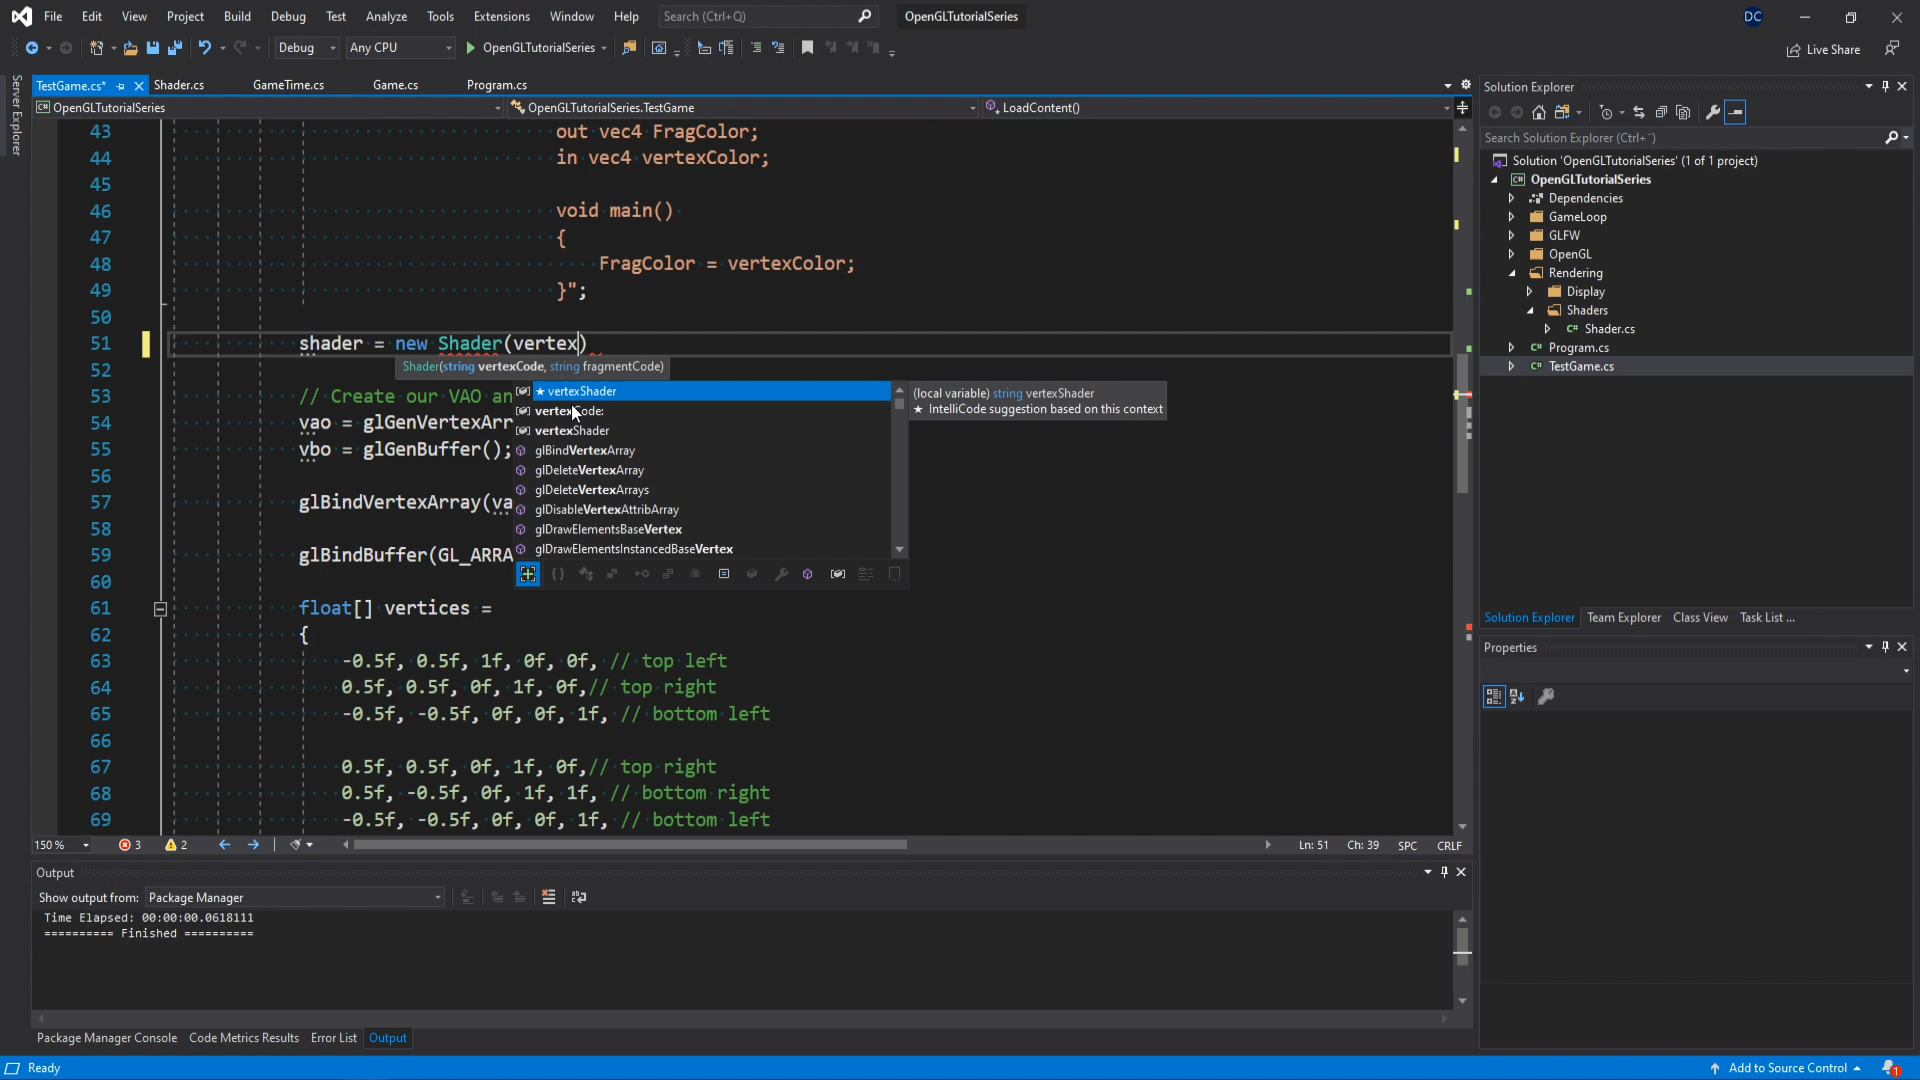 File Edit View Project Build Debug Test Analyze Tools Extensions Window Help Search (Ctrl+Q) OpenGLTutorialSeries DC
Debug Any CPU OpenGLTutorialSeries Live Share
Server Explorer
TestGame.cs* Shader.cs GameTime.cs Game.cs Program.cs
OpenGLTutorialSeries OpenGLTutorialSeries.TestGame LoadContent()
43 out vec4 FragColor;
44 in vec4 vertexColor;
45
46 void main()
47 {
48 FragColor = vertexColor;
49 }";
50
51 shader = new Shader(vertex)
Shader(string vertexCode, string fragmentCode)
52
★ vertexShader
(local variable) string vertexShader
★ IntelliCode suggestion based on this context
vertexCode:
vertexShader
glBindVertexArray
glDeleteVertexArray
glDeleteVertexArrays
glDisableVertexAttribArray
glDrawElementsBaseVertex
glDrawElementsInstancedBaseVertex
53 // Create our VAO an
54 vao = glGenVertexArr
55 vbo = glGenBuffer();
56
57 glBindVertexArray(va
58
59 glBindBuffer(GL_ARRA
60
61 float[] vertices =
62 {
63 -0.5f, 0.5f, 1f, 0f, 0f, // top left
64 0.5f, 0.5f, 0f, 1f, 0f,// top right
65 -0.5f, -0.5f, 0f, 0f, 1f, // bottom left
66
67 0.5f, 0.5f, 0f, 1f, 0f,// top right
68 0.5f, -0.5f, 0f, 1f, 1f, // bottom right
69 -0.5f, -0.5f, 0f, 0f, 1f, // bottom left
150 % 3 2 Ln: 51 Ch: 39 SPC CRLF
Output
Show output from: Package Manager
Time Elapsed: 00:00:00.0618111
========== Finished ==========
Package Manager Console Code Metrics Results Error List Output
Solution Explorer
Search Solution Explorer (Ctrl+¨)
Solution 'OpenGLTutorialSeries' (1 of 1 project)
OpenGLTutorialSeries
Dependencies
GameLoop
GLFW
OpenGL
Rendering
Display
Shaders
C# Shader.cs
C# Program.cs
C# TestGame.cs
Solution Explorer Team Explorer Class View Task List ...
Properties
Ready Add to Source Control 1